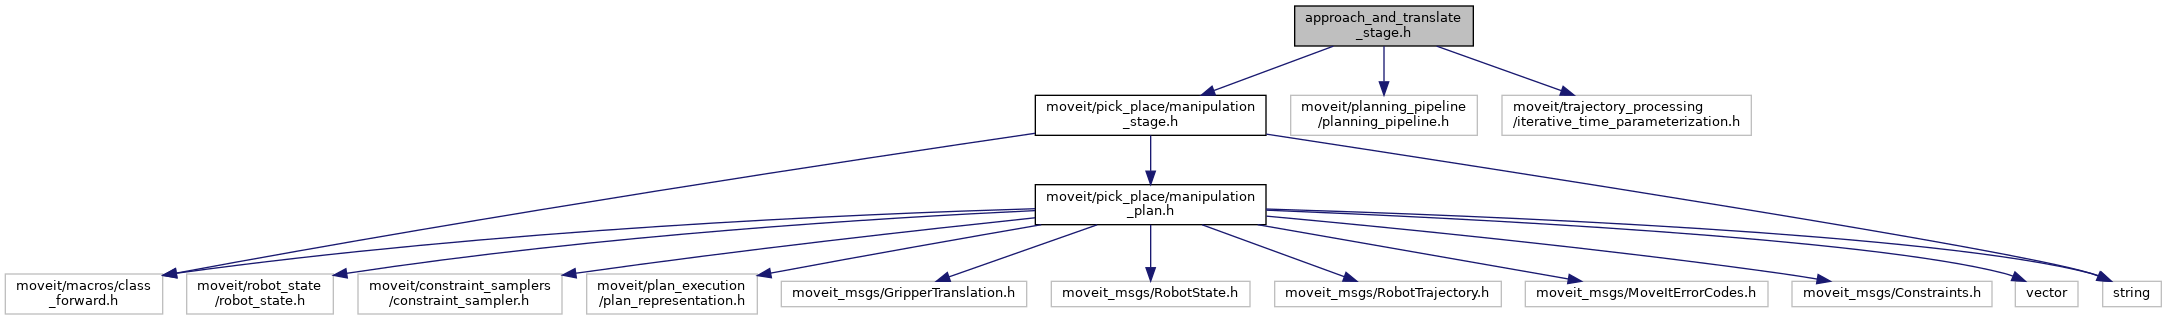 approach_and_translate
_stage.h
moveit/pick_place/manipulation
_stage.h
moveit/planning_pipeline
/planning_pipeline.h
moveit/trajectory_processing
/iterative_time_parameterization.h
moveit/pick_place/manipulation
_plan.h
moveit/macros/class
_forward.h
moveit/robot_state
/robot_state.h
moveit/constraint_samplers
/constraint_sampler.h
moveit/plan_execution
/plan_representation.h
moveit_msgs/GripperTranslation.h
moveit_msgs/RobotState.h
moveit_msgs/RobotTrajectory.h
moveit_msgs/MoveItErrorCodes.h
moveit_msgs/Constraints.h
vector
string